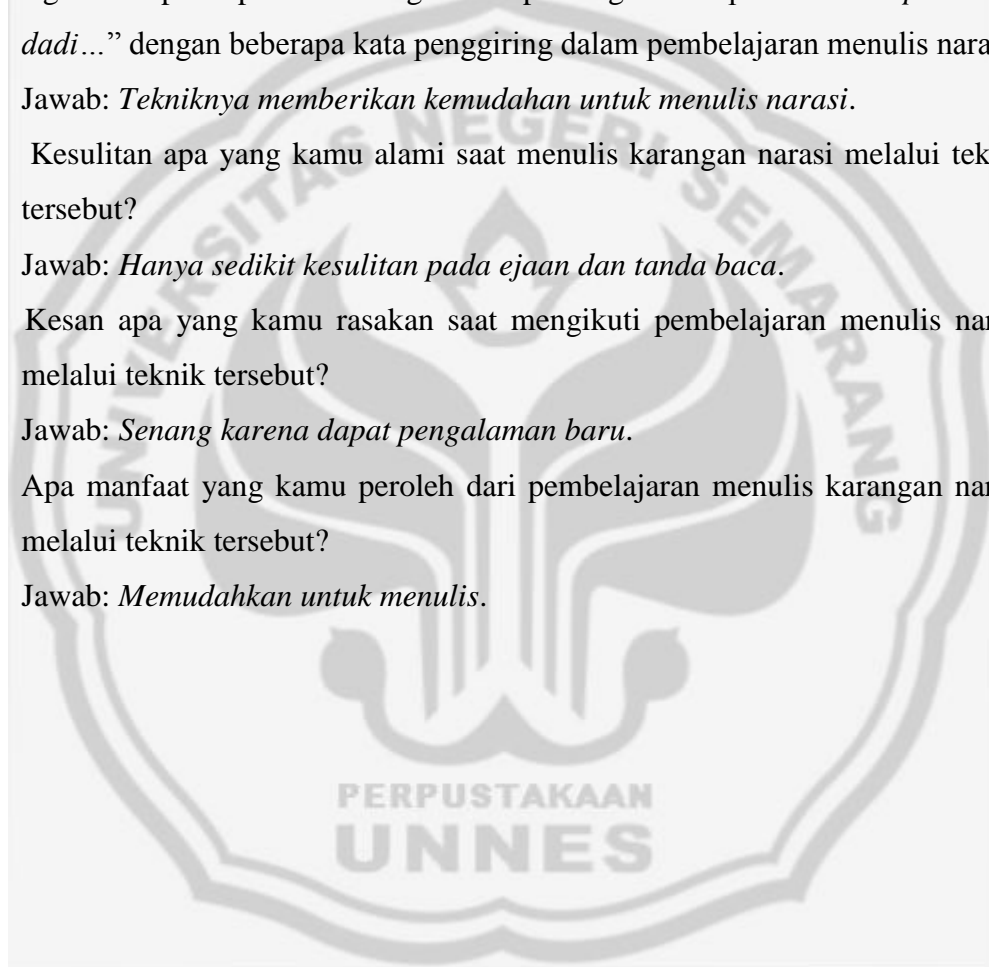 dadi…” dengan beberapa kata penggiring dalam pembelajaran menulis nara
Jawab: Tekniknya memberikan kemudahan untuk menulis narasi.
Kesulitan apa yang kamu alami saat menulis karangan narasi melalui tek
tersebut?
Jawab: Hanya sedikit kesulitan pada ejaan dan tanda baca.
Kesan apa yang kamu rasakan saat mengikuti pembelajaran menulis nar
melalui teknik tersebut?
Jawab: Senang karena dapat pengalaman baru.
Apa manfaat yang kamu peroleh dari pembelajaran menulis karangan nar
melalui teknik tersebut?
Jawab: Memudahkan untuk menulis.
UNIVERSITAS NEGERI SEMARANG
PERPUSTAKAAN
UNNES